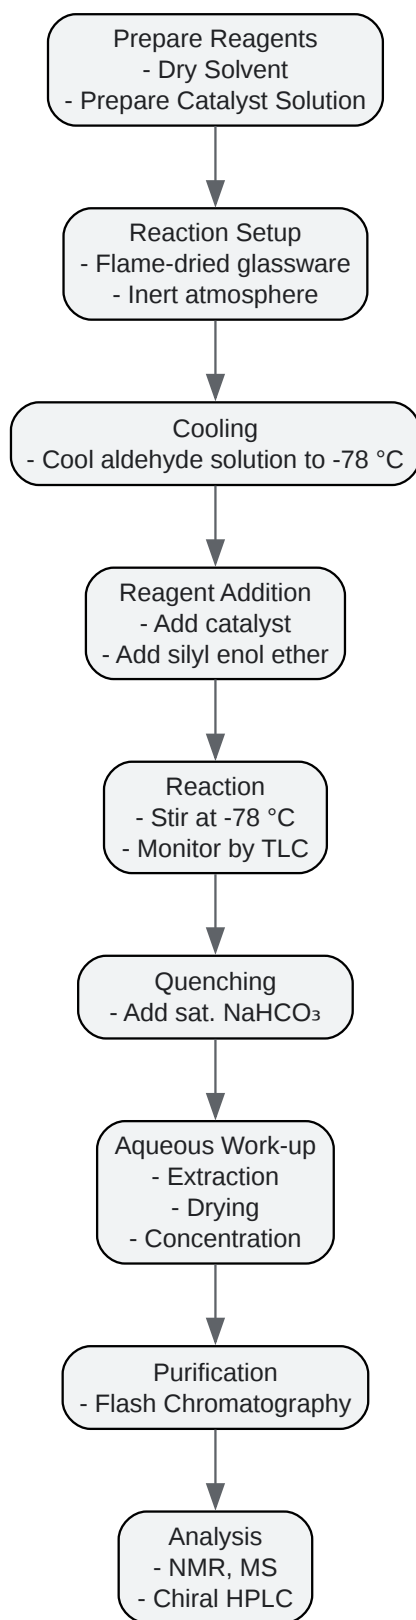 Prepare Reagents
- Dry Solvent
- Prepare Catalyst Solution
Reaction Setup
- Flame-dried glassware
- Inert atmosphere
Cooling
- Cool aldehyde solution to -78 °C
Reagent Addition
- Add catalyst
- Add silyl enol ether
Reaction
- Stir at -78 °C
- Monitor by TLC
Quenching
- Add sat. NaHCO₃
Aqueous Work-up
- Extraction
- Drying
- Concentration
Purification
- Flash Chromatography
Analysis
- NMR, MS
- Chiral HPLC